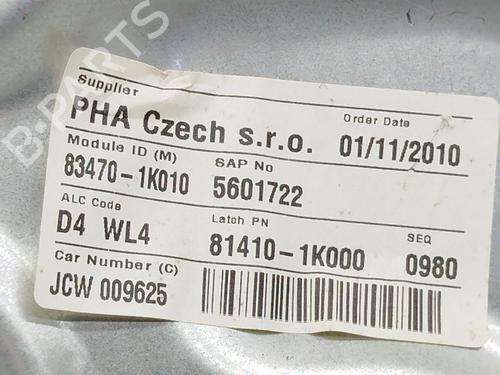 Supplier
PHA Czech s.r.o.
Order Date
01/11/2010
Module ID (M)
83470-1K010
SAP No
5601722
ALC Code
D4 WL4
Latch PN
81410-1K000
SEQ
0980
Car Number (C)
JCW 009625
B-PARTS